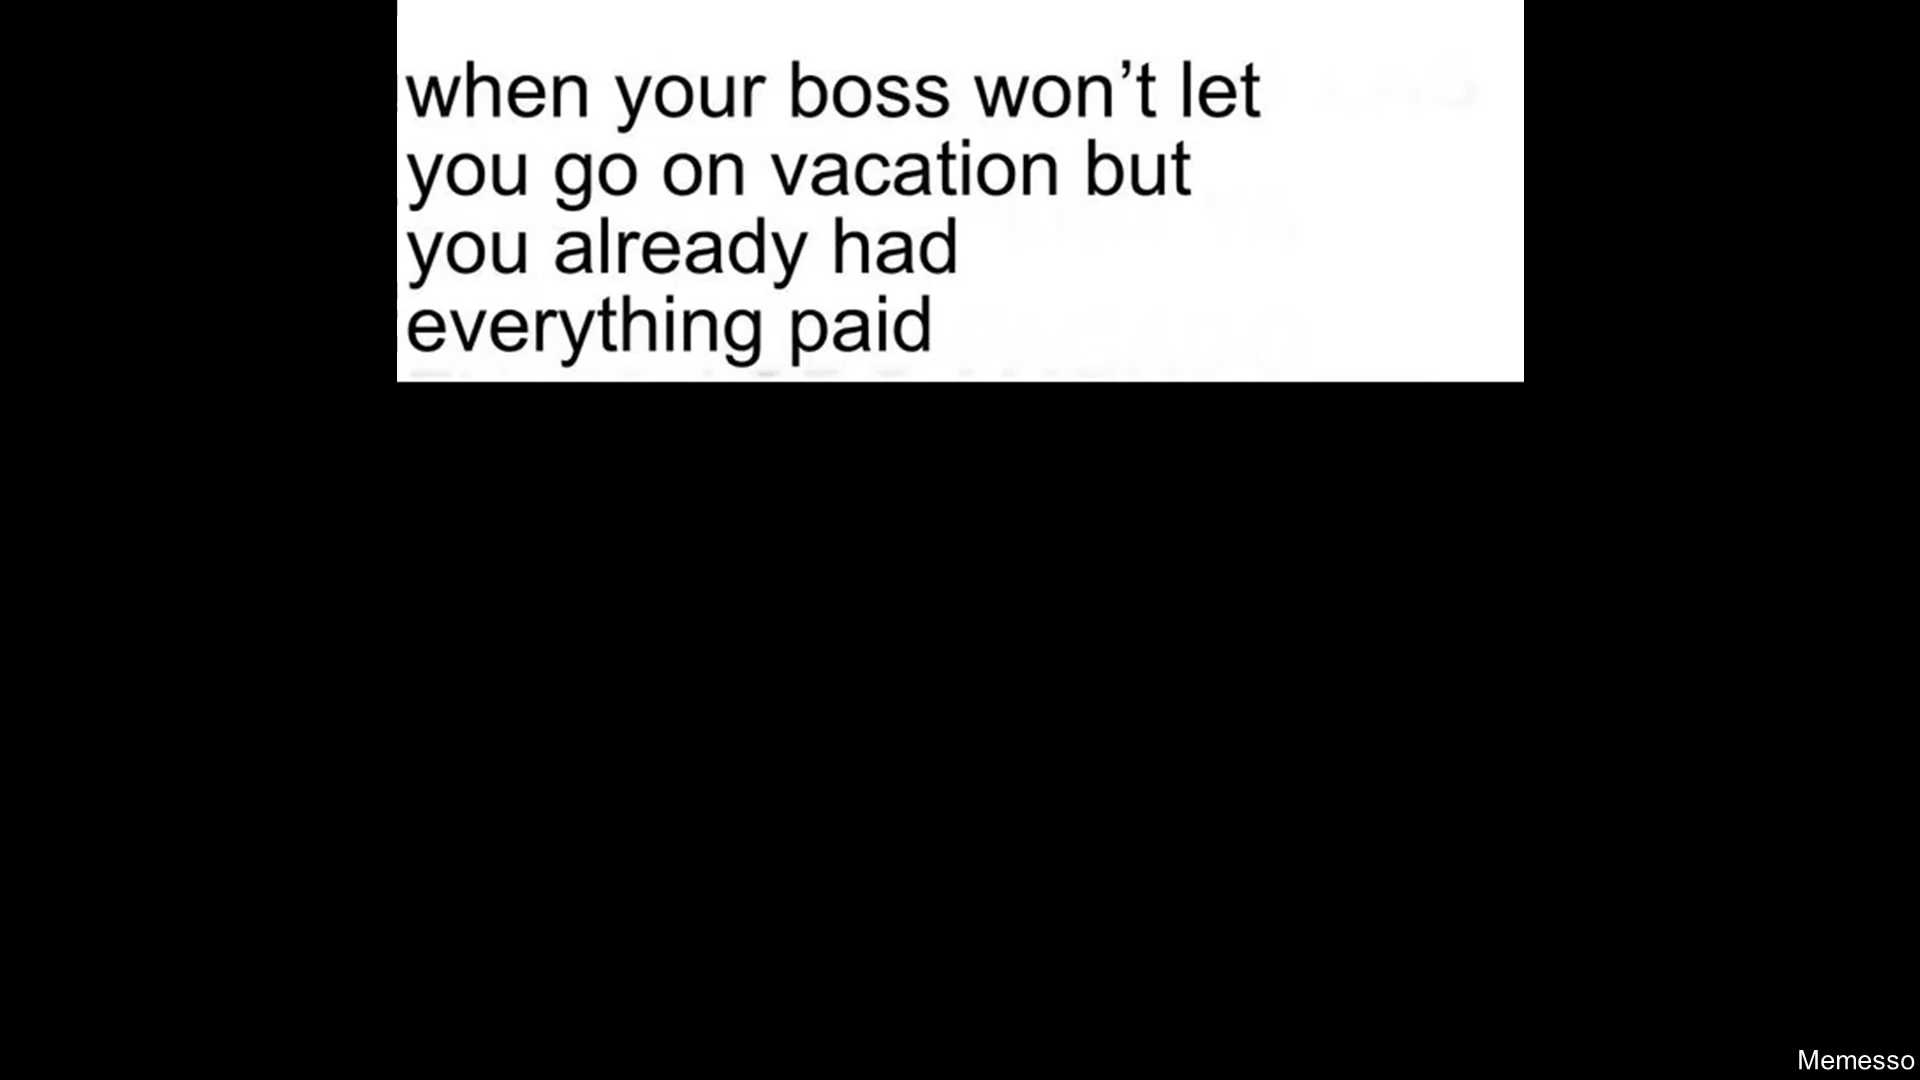 when your boss won’t let
you go on vacation but
you already had
everything paid
Memesso